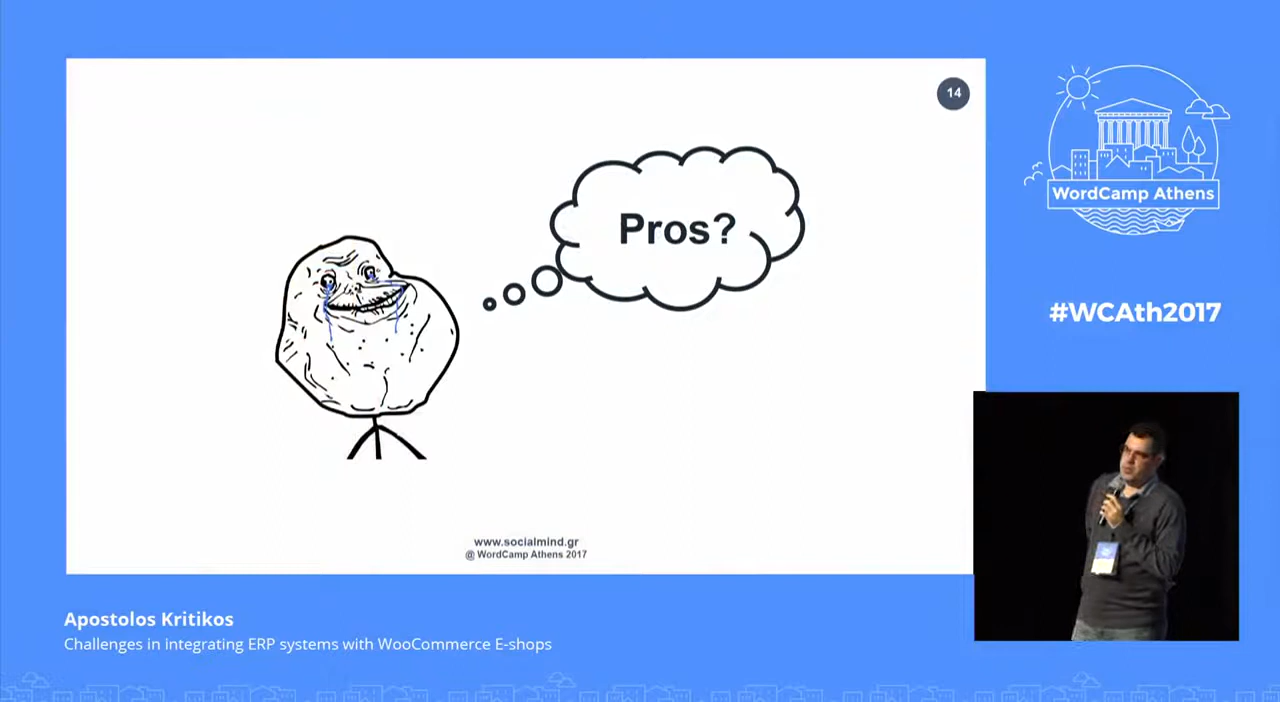 14
Pros?
www.socialmind.gr
@ WordCamp Athens 2017
WordCamp Athens
#WCAth2017
Apostolos Kritikos
Challenges in integrating ERP systems with WooCommerce E-shops